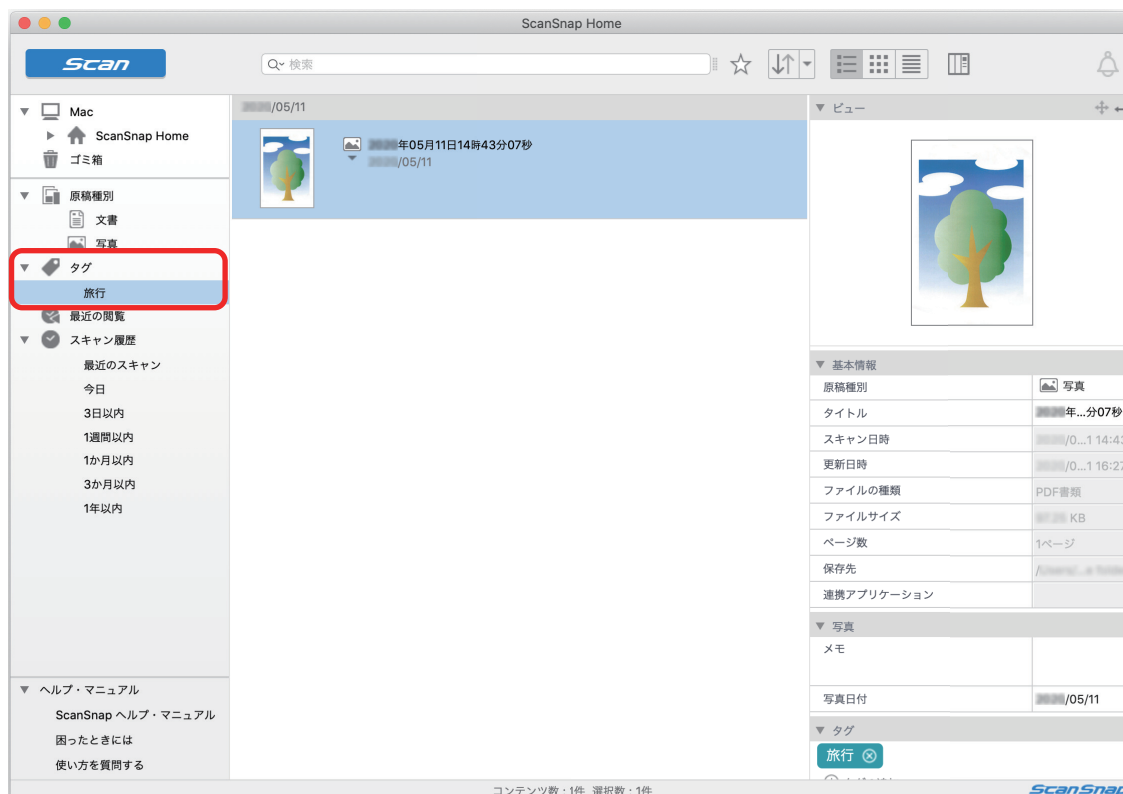 ScanSnap Home
Scan
検索
Mac
ScanSnap Home
ゴミ箱
原稿種別
文書
写真
タグ
旅行
最近の閲覧
スキャン履歴
最近のスキャン
今日
3日以内
1週間以内
1か月以内
3か月以内
1年以内
ヘルプ・マニュアル
ScanSnap ヘルプ・マニュアル
困ったときには
使い方を質問する
/05/11
年05月11日14時43分07秒
/05/11
ビュー
基本情報
原稿種別 写真
タイトル 年...分07秒
スキャン日時 /0...1 14:43
更新日時 /0...1 16:27
ファイルの種類 PDF書類
ファイルサイズ KB
ページ数 1ページ
保存先
連携アプリケーション
写真
メモ
写真日付 /05/11
タグ
旅行
コンテンツ数：1件 選択数：1件
ScanSnap